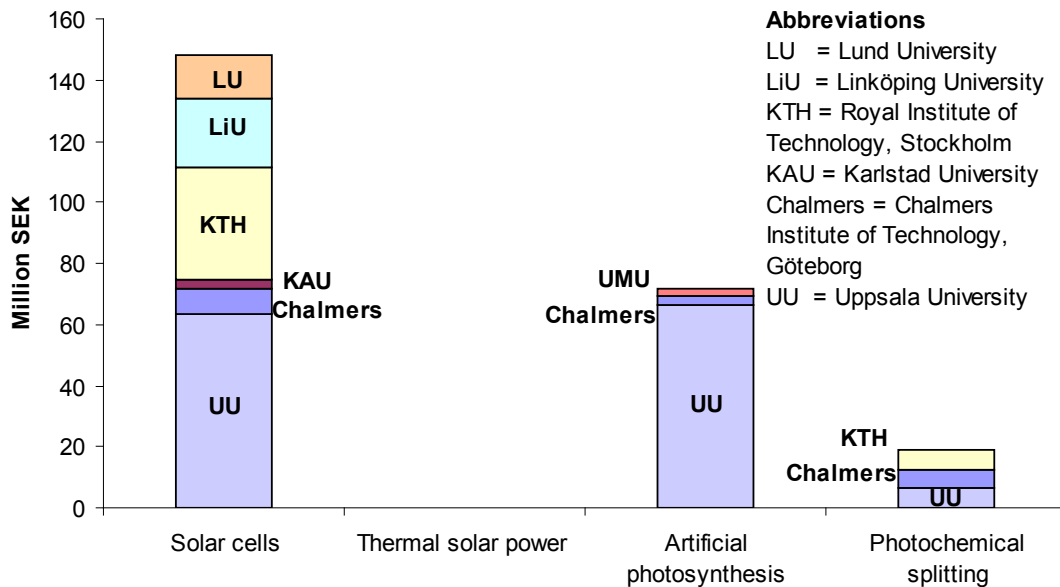 160
140
120
100
80
60
40
20
0
Million SEK
LU
LiU
KTH
KAU
Chalmers
UU
UMU
Chalmers
UU
KTH
Chalmers
UU
Solar cells
Thermal solar power
Artificial
photosynthesis
Photochemical
splitting
Abbreviations
LU = Lund University
LiU = Linköping University
KTH = Royal Institute of
Technology, Stockholm
KAU = Karlstad University
Chalmers = Chalmers
Institute of Technology,
Göteborg
UU = Uppsala University